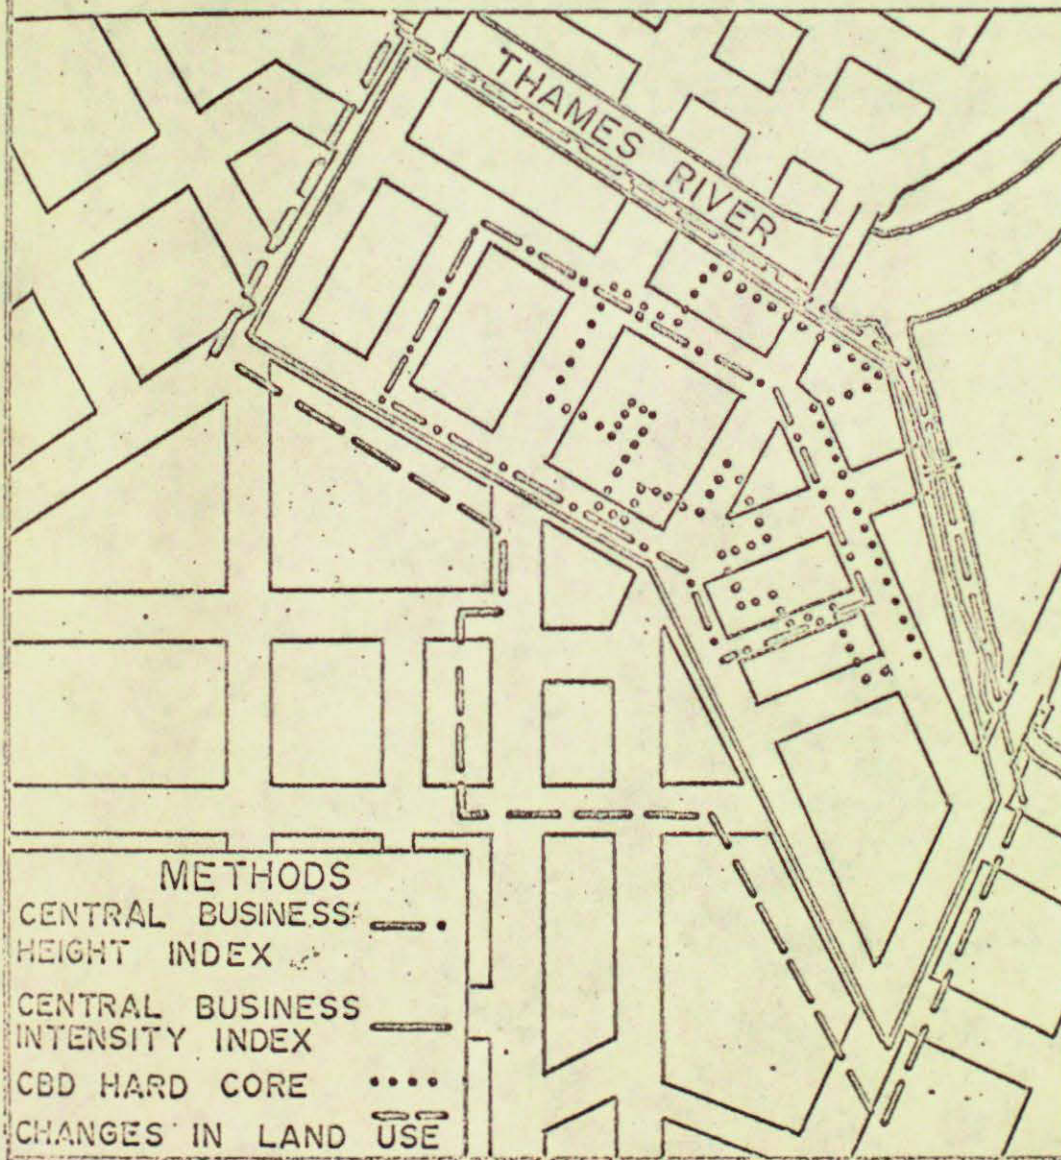 THAMES RIVER
METHODS
CENTRAL BUSINESS
HEIGHT INDEX
CENTRAL BUSINESS
INTENSITY INDEX
CBD HARD CORE
CHANGES IN LAND USE